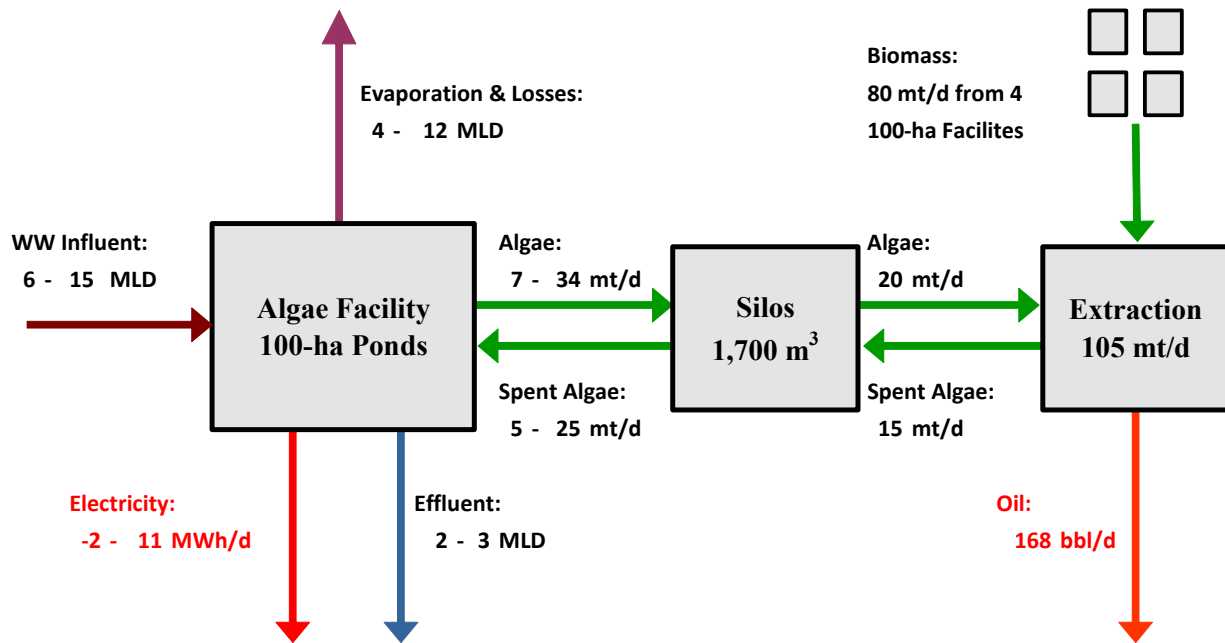 Biomass:
80 mt/d from 4
100-ha Facilites
Evaporation & Losses:
4 - 12 MLD
WW Influent:
6 - 15 MLD
Algae Facility
100-ha Ponds
Algae:
7 - 34 mt/d
Spent Algae:
5 - 25 mt/d
Silos
1,700 m³
Algae:
20 mt/d
Spent Algae:
15 mt/d
Extraction
105 mt/d
Electricity:
-2 - 11 MWh/d
Effluent:
2 - 3 MLD
Oil:
168 bbl/d